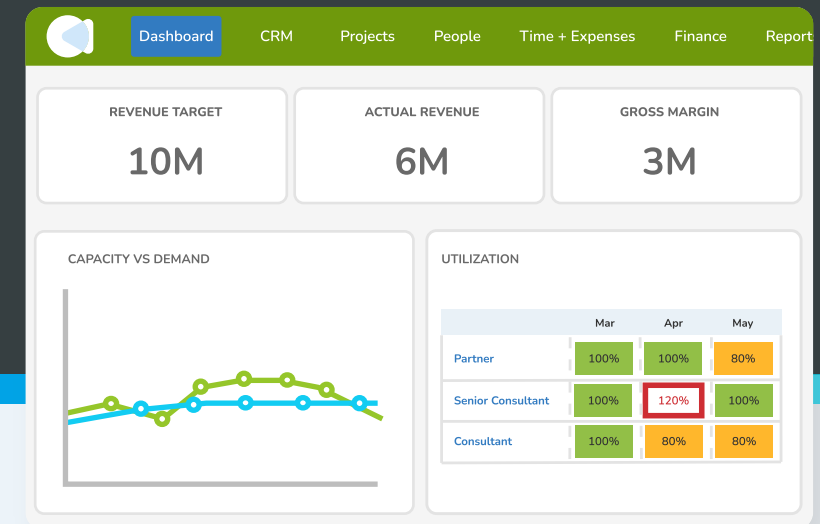 Dashboard CRM Projects People Time + Expenses Finance Report
REVENUE TARGET ACTUAL REVENUE GROSS MARGIN
10M 6M 3M
CAPACITY VS DEMAND
UTILIZATION
Mar Apr May
Partner 100% 100% 80%
Senior Consultant 100% 120% 100%
Consultant 100% 80% 80%